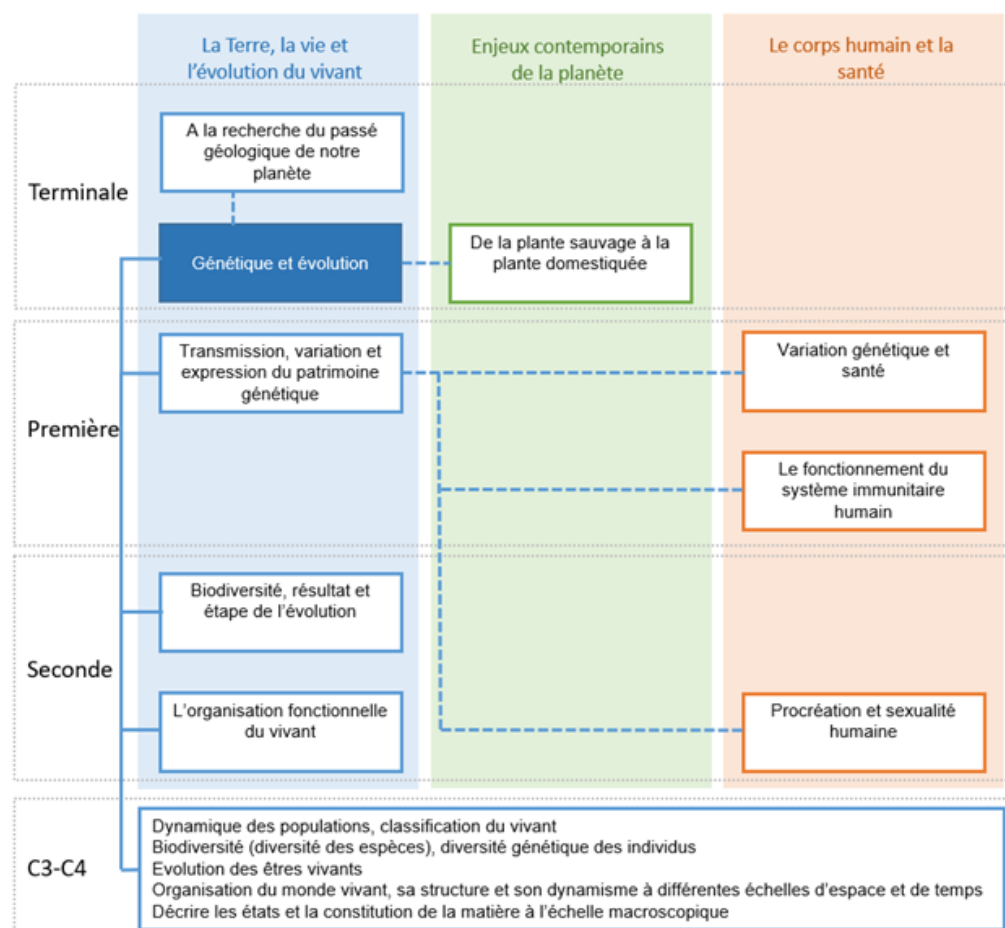 La Terre, la vie et
l'évolution du vivant
Enjeux contemporains
de la planète
Le corps humain et la
santé
Terminale
A la recherche du passé
géologique de notre
planète
Génétique et évolution
De la plante sauvage à la
plante domestiquée
Première
Transmission, variation et
expression du patrimoine
génétique
Variation génétique et
santé
Le fonctionnement du
système immunitaire
humain
Seconde
Biodiversité, résultat et
étape de l'évolution
L'organisation fonctionnelle
du vivant
Procréation et sexualité
humaine
C3-C4
Dynamique des populations, classification du vivant
Biodiversité (diversité des espèces), diversité génétique des individus
Evolution des êtres vivants
Organisation du monde vivant, sa structure et son dynamisme à différentes échelles d'espace et de temps
Décrire les états et la constitution de la matière à l'échelle macroscopique